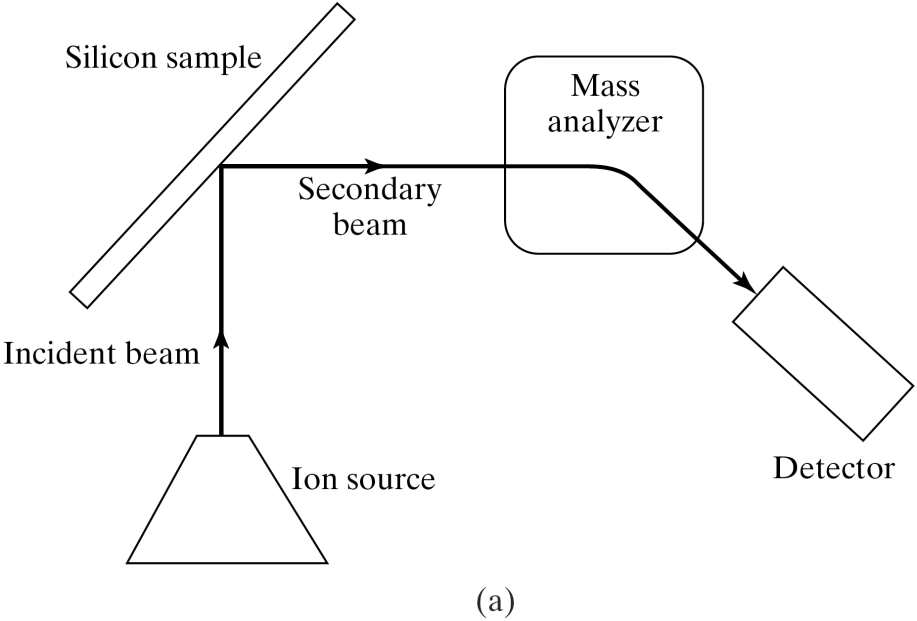 Silicon sample
Mass
analyzer
Secondary
beam
Incident beam
Ion source
Detector
(a)